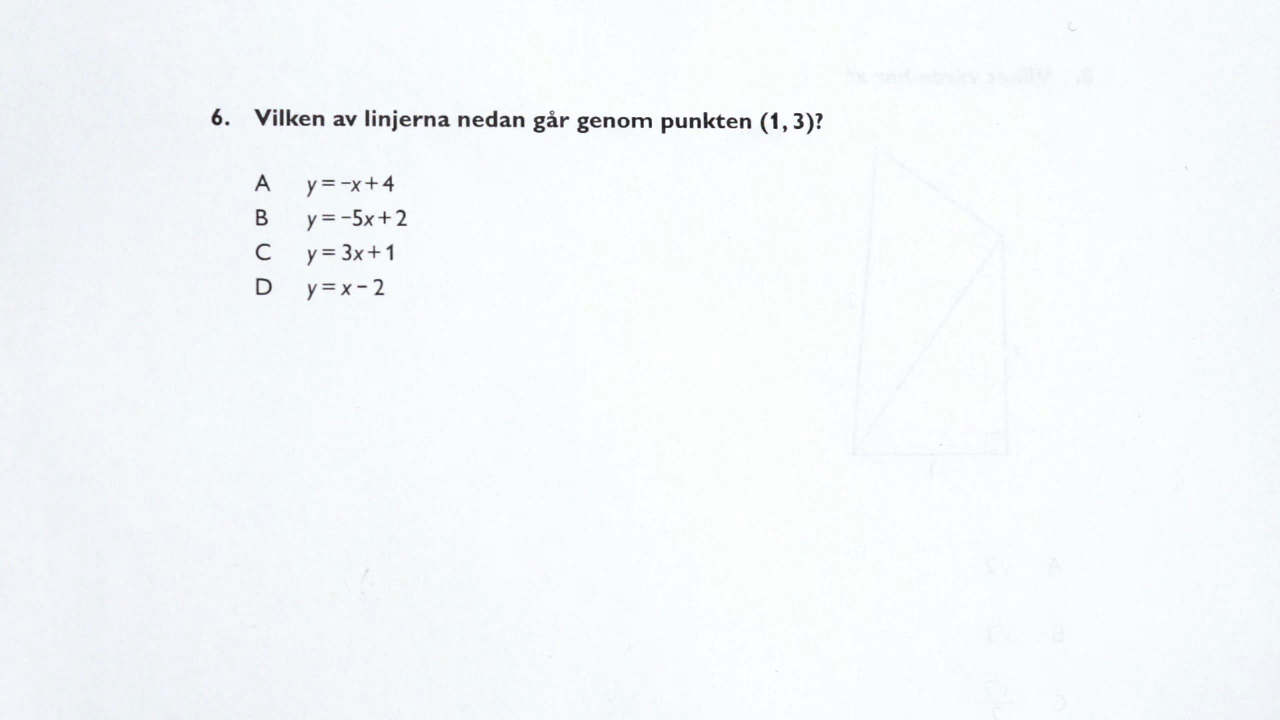 6. Vilken av linjerna nedan går genom punkten (1, 3)?
A y = -x + 4
B y = -5x + 2
C y = 3x + 1
D y = x - 2